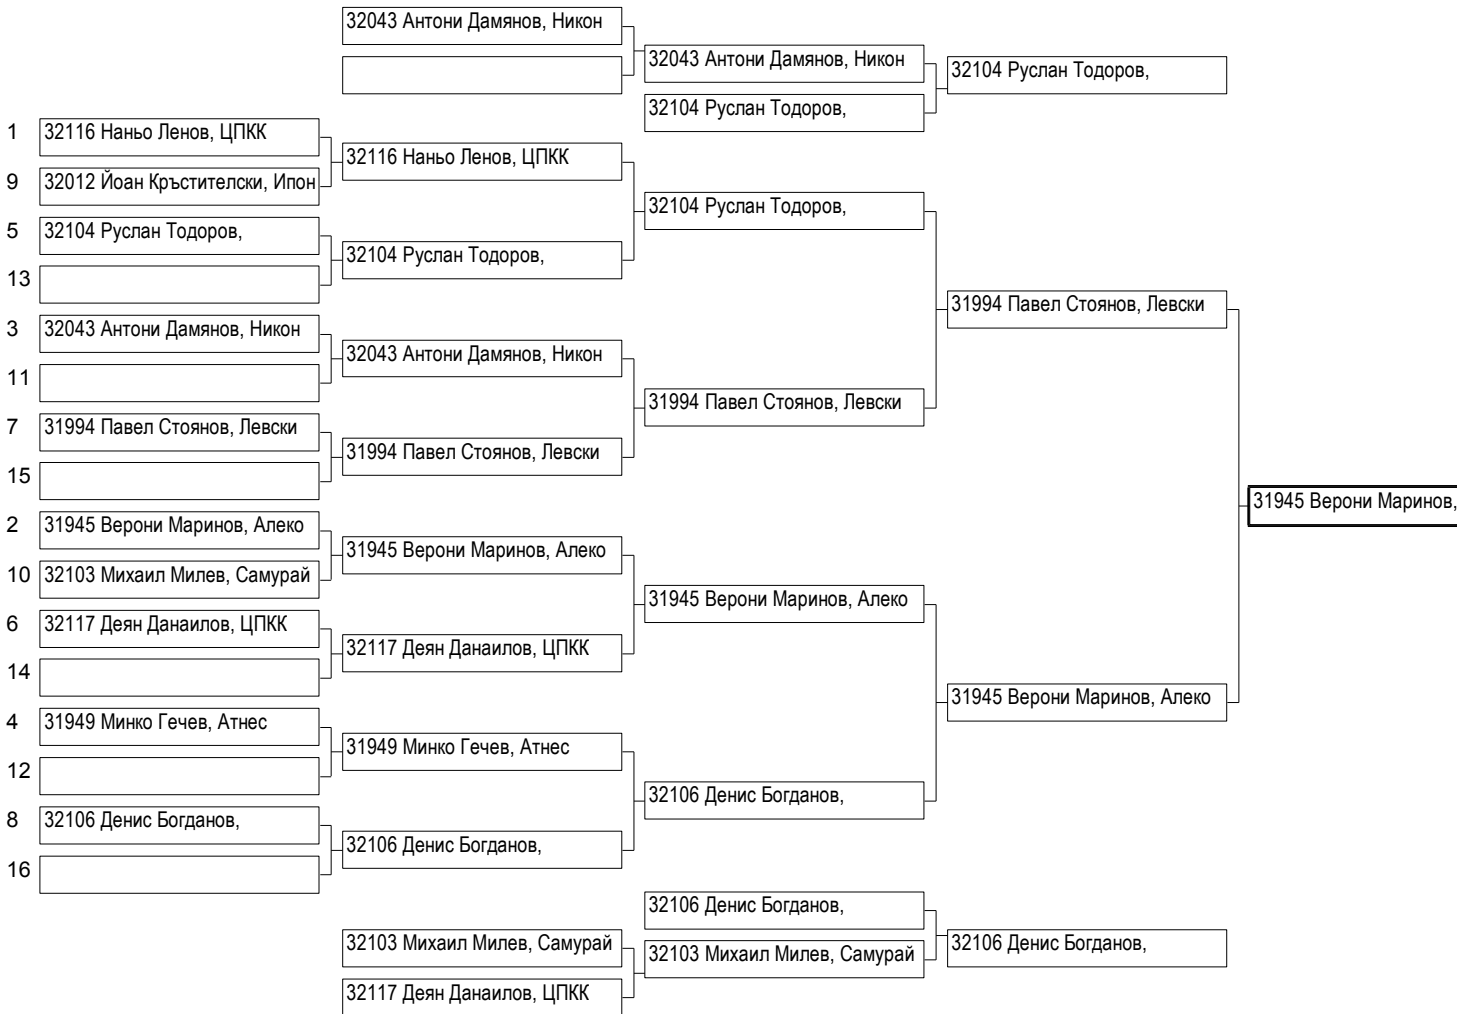 32043 Антони Дамянов, Никон
32043 Антони Дамянов, Никон
32104 Руслан Тодоров,
32104 Руслан Тодоров,
1 32116 Наньо Ленов, ЦПКК
32116 Наньо Ленов, ЦПКК
9 32012 Йоан Кръстителски, Ипон
32104 Руслан Тодоров,
5 32104 Руслан Тодоров,
32104 Руслан Тодоров,
13
31994 Павел Стоянов, Левски
3 32043 Антони Дамянов, Никон
32043 Антони Дамянов, Никон
11
31994 Павел Стоянов, Левски
7 31994 Павел Стоянов, Левски
31994 Павел Стоянов, Левски
15
31945 Верони Маринов,
2 31945 Верони Маринов, Алеко
31945 Верони Маринов, Алеко
10 32103 Михаил Милев, Самурай
31945 Верони Маринов, Алеко
6 32117 Деян Данаилов, ЦПКК
32117 Деян Данаилов, ЦПКК
14
31945 Верони Маринов, Алеко
4 31949 Минко Гечев, Атнес
31949 Минко Гечев, Атнес
12
32106 Денис Богданов,
8 32106 Денис Богданов,
32106 Денис Богданов,
16
32106 Денис Богданов,
32103 Михаил Милев, Самурай
32103 Михаил Милев, Самурай
32106 Денис Богданов,
32117 Деян Данаилов, ЦПКК